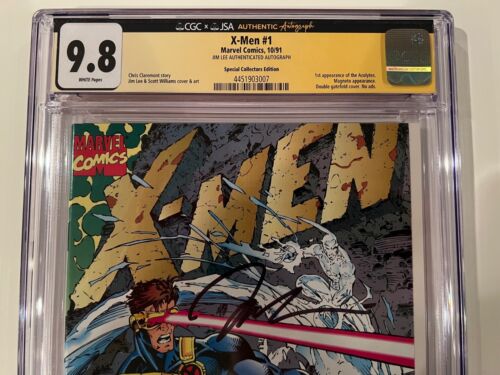 CGC × JSA AUTHENTIC Autograph
9.8
WHITE Pages
X-Men #1
Marvel Comics, 10/91
JIM LEE AUTHENTICATED AUTOGRAPH
Special Collectors Edition
4451903007
Chris Claremont story
Jim Lee & Scott Williams cover & art
1st appearance of the Acolytes.
Magneto appearance.
Double gatefold cover. No ads.
MARVEL
COMICS
X-MEN